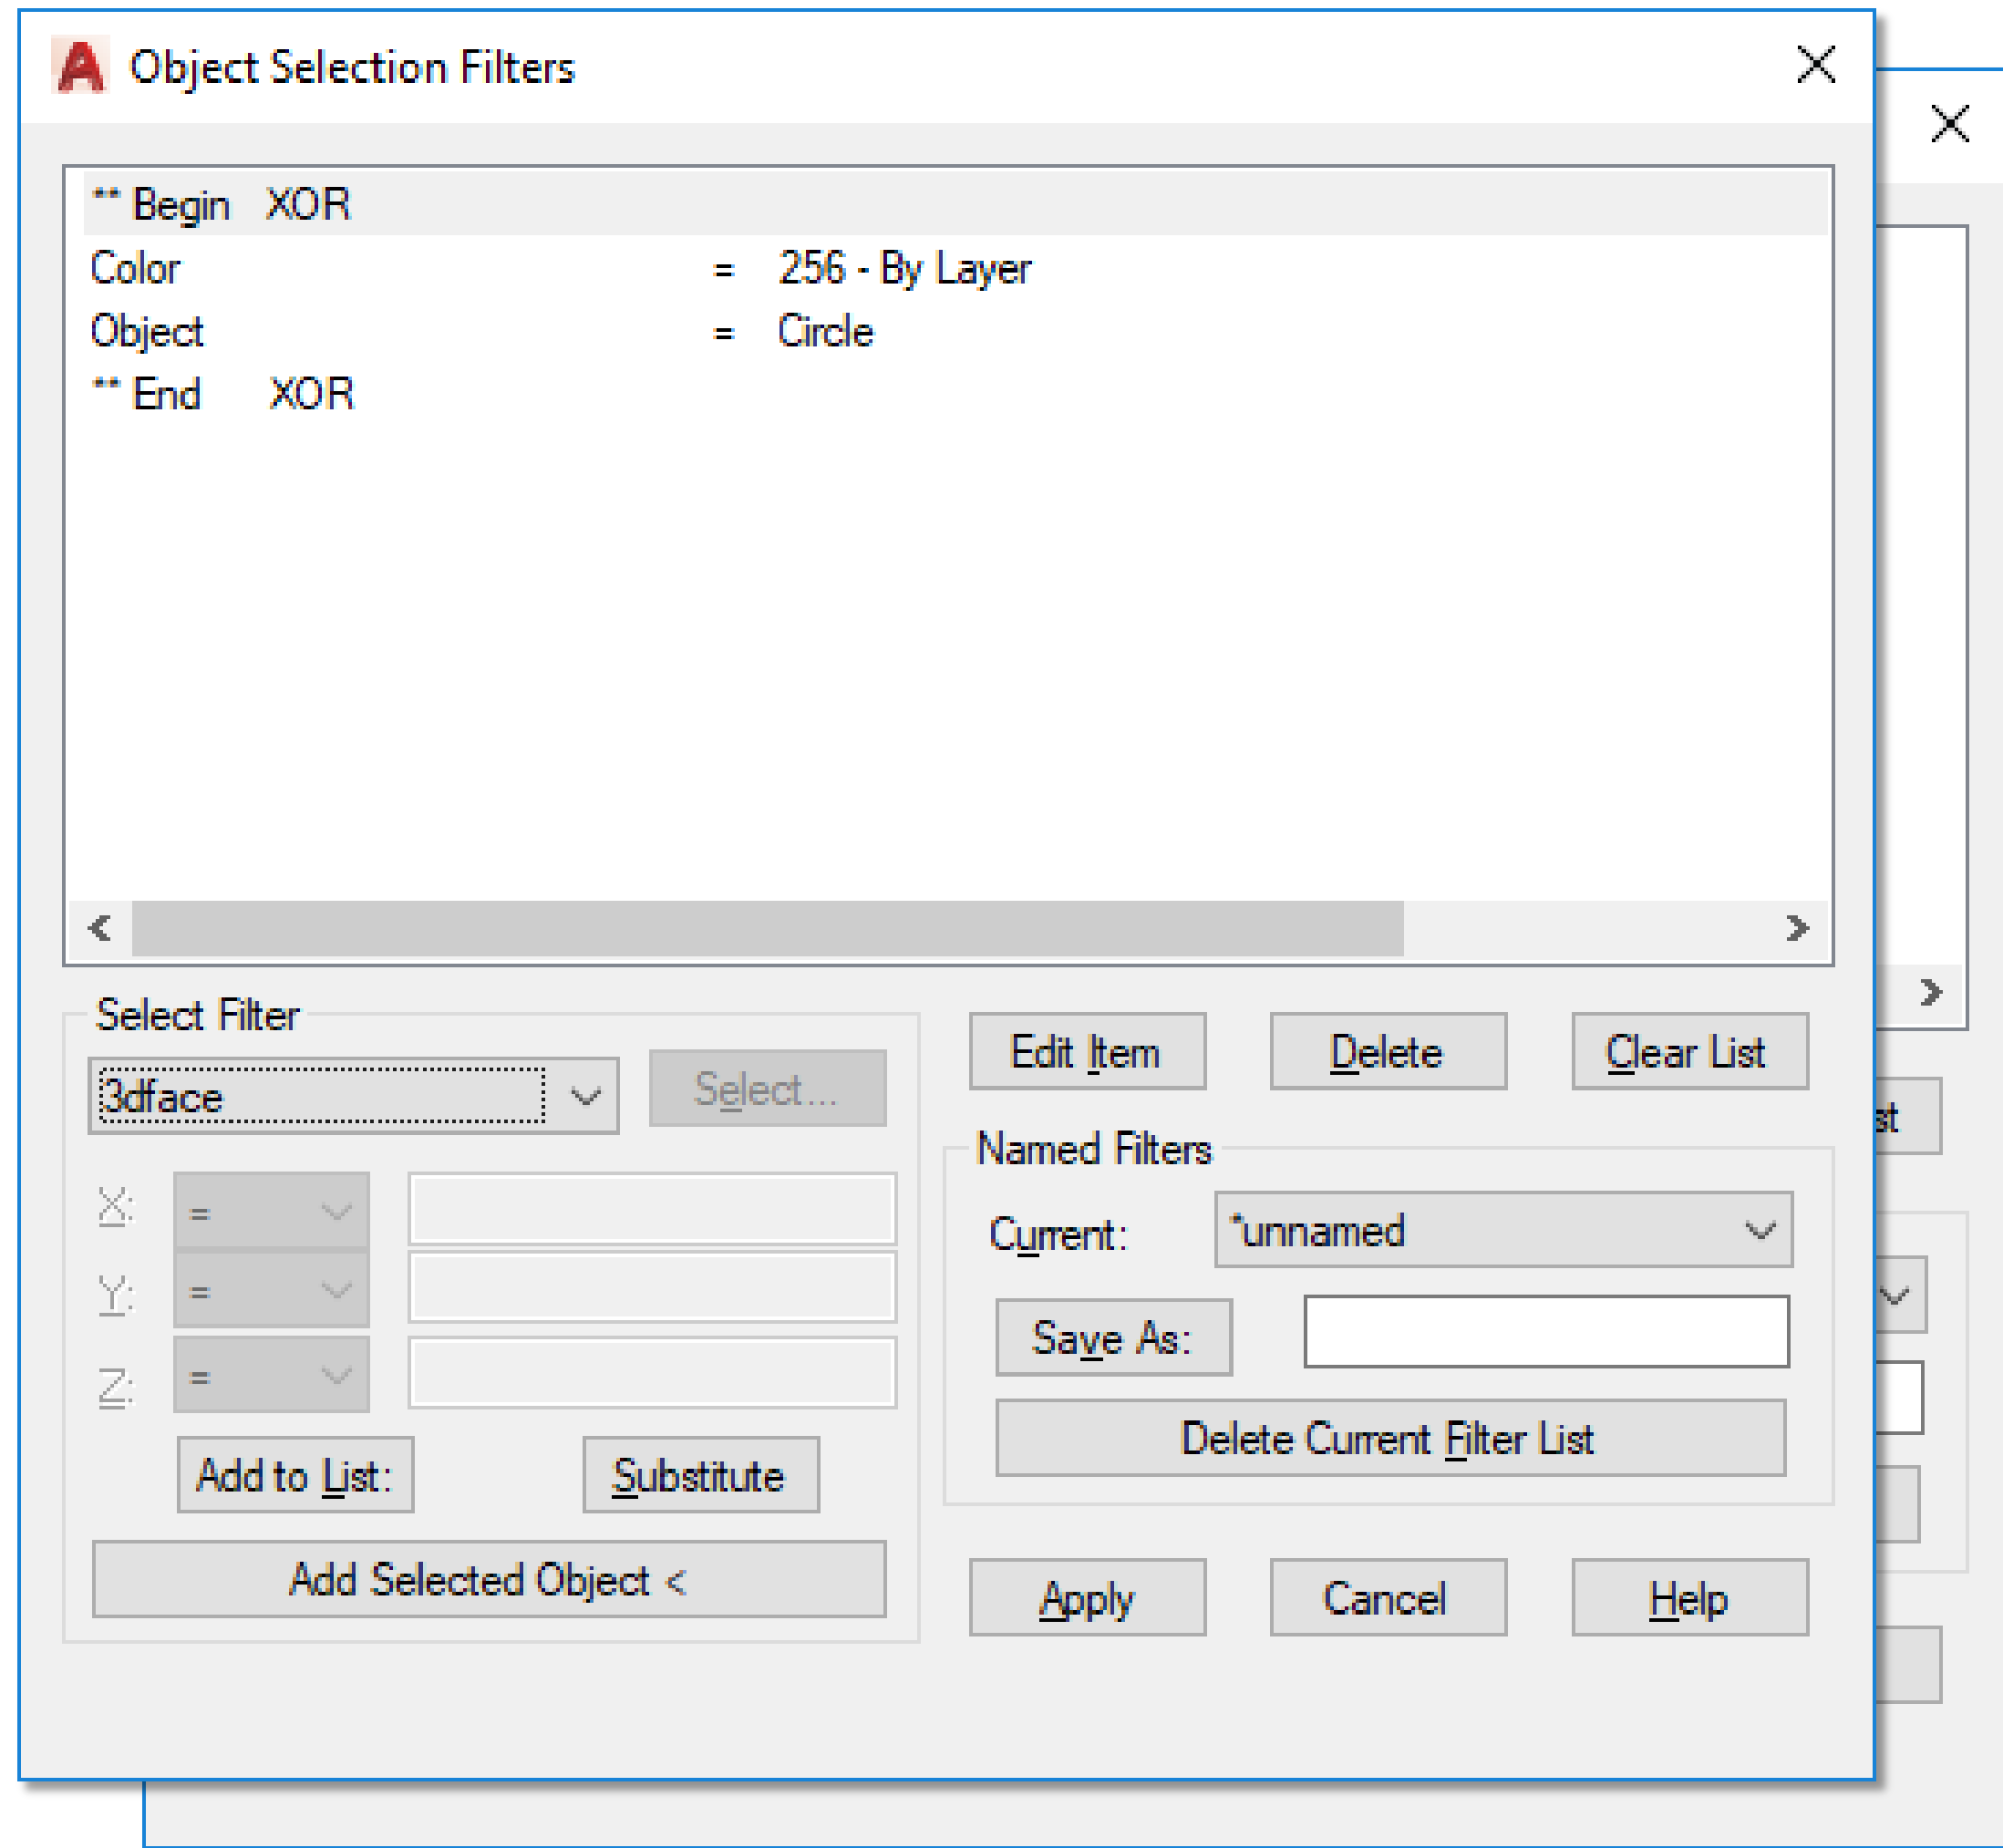 Object Selection Filters
** Begin XOR
Color = 256 - By Layer
Object = Circle
** End XOR
Select Filter
3dface
Select...
Edit Item
Delete
Clear List
X: =
Y: =
Z: =
Add to List:
Substitute
Add Selected Object <
Named Filters
Current: *unnamed
Save As:
Delete Current Filter List
Apply
Cancel
Help
st